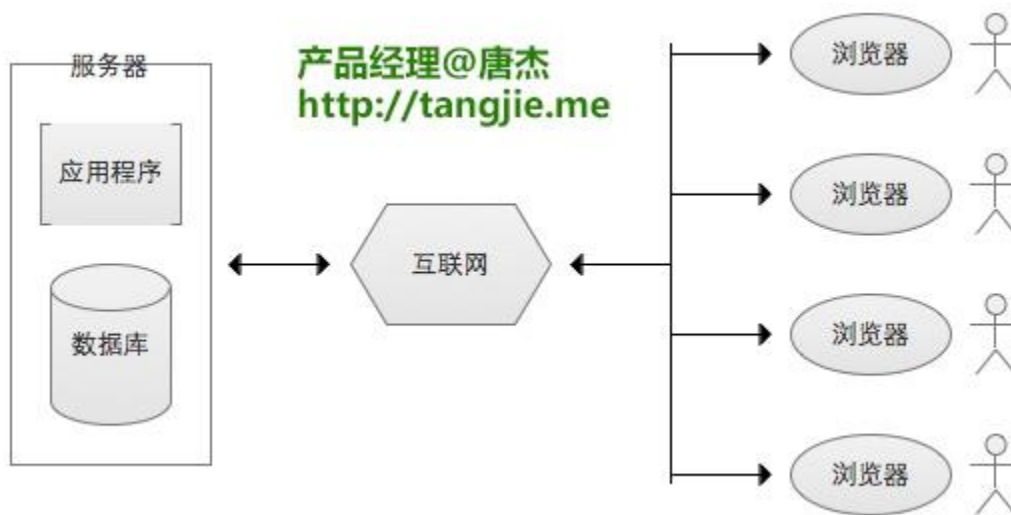 服务器
产品经理@唐杰
http://tangjie.me
应用程序
数据库
互联网
浏览器
浏览器
浏览器
浏览器